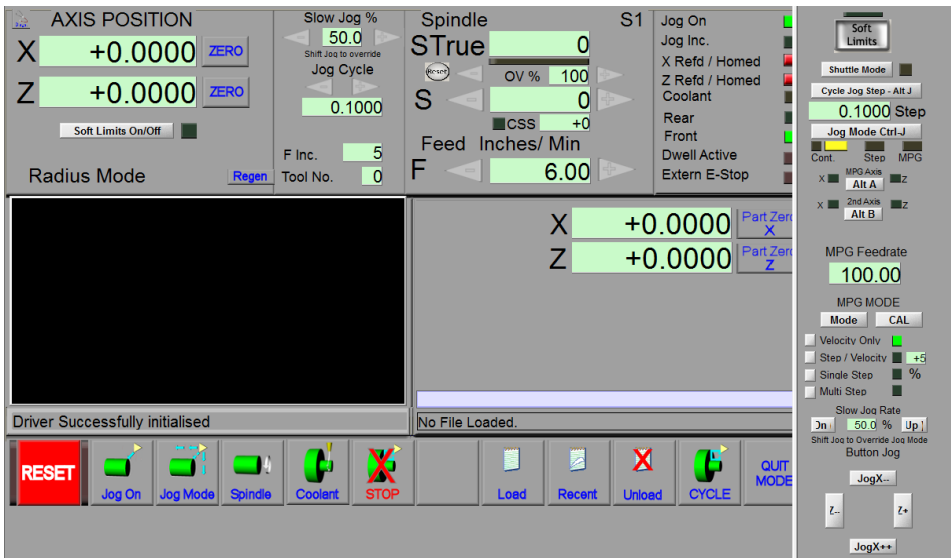 AXIS POSITION
X +0.0000 ZERO
Z +0.0000 ZERO
Soft Limits On/Off
Radius Mode Regen
Slow Jog %
50.0
Shift Jog to override
Jog Cycle
0.1000
F Inc. 5
Tool No. 0
Spindle S1
STrue 0
Reset OV % 100
S 0
CSS +0
Feed Inches/ Min
F 6.00
Jog On
Jog Inc.
X Refd / Homed
Z Refd / Homed
Coolant
Rear
Front
Dwell Active
Extern E-Stop
X +0.0000 Part Zero
X
Z +0.0000 Part Zero
Z
Driver Successfully initialised
No File Loaded.
RESET
Jog On
Jog Mode
Spindle
Coolant
STOP
Load
Recent
Unload
CYCLE
QUIT
MODE
Soft
Limits
Shuttle Mode
Cycle Jog Step - Alt J
0.1000 Step
Jog Mode Ctrl-J
Cont. Step MPG
MPG Axis
X Alt A Z
2nd Axis
X Alt B Z
MPG Feedrate
100.00
MPG MODE
Mode CAL
Velocity Only
Step / Velocity +5
Single Step %
Multi Step
Slow Jog Rate
50.0 % Up
Shift Jog to Override Jog Mode
Button Jog
JogX--
Z-- Z+
JogX++